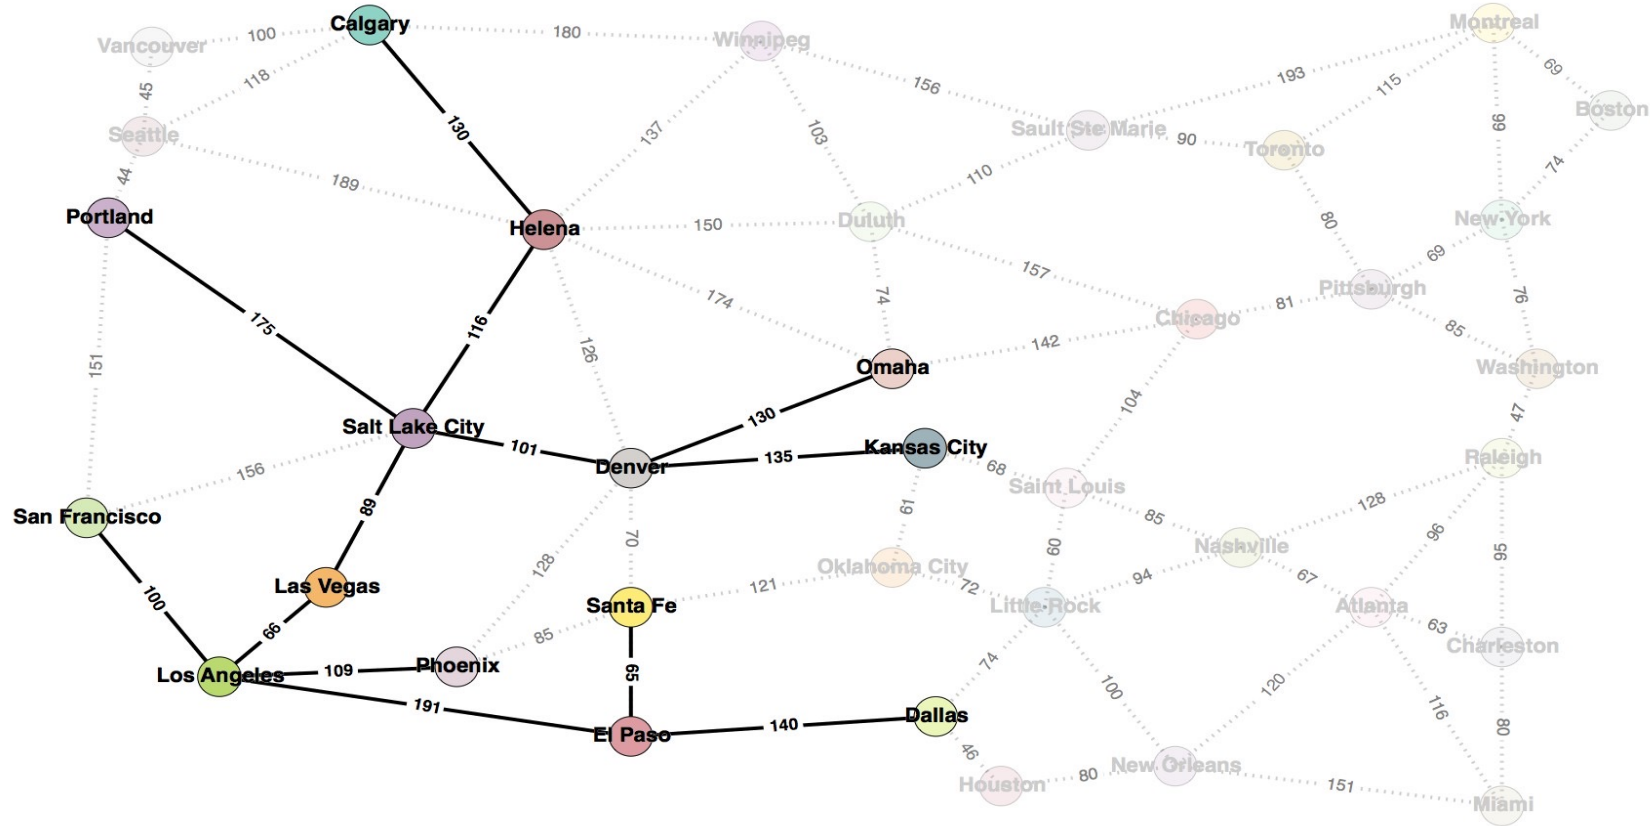 Calgary
Montreal
100
180
Vancouver
Winnipeg
69
118
193
156
115
45
Boston
130
137
103
99
Seattle
Sault Ste Marie
90
Toronto
74
44
110
189
Portland
Helena
150
Duluth
80
New York
69
157
174
74
Pittsburgh
76
175
116
81
Chicago
85
151
126
142
Omaha
Washington
104
47
130
Salt Lake City
101
Kansas City
135
Raleigh
156
Denver
68
Saint Louis
128
89
61
85
San Francisco
96
70
60
Nashville
95
128
Oklahoma City
94
67
Las Vegas
121
72
100
Santa Fe
Little Rock
Atlanta
66
85
63
Charleston
Los Angeles
109
Phoenix
65
74
100
120
191
116
Dallas
140
80
El Paso
46
New Orleans
80
Houston
151
Miami